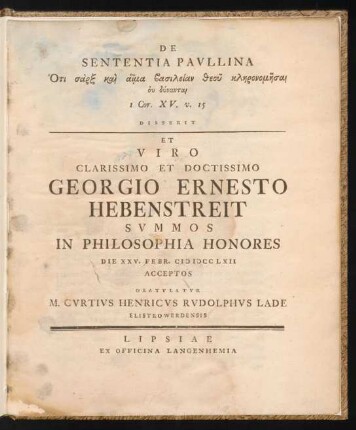 DE
SENTENTIA PAVLLINA
Ὅτι σὰρξ καὶ αἷμα βασιλείαν θεοῦ κληρονομῆσαι
ου δύνανται
1 Cor. XV. v. 15
DISSERIT
ET
VIRO
CLARISSIMO ET DOCTISSIMO
GEORGIO ERNESTO
HEBENSTREIT
SVMMOS
IN PHILOSOPHIA HONORES
DIE XXV. FEBR. CIↃIↃCCLXII
ACCEPTOS
GRATVLATVR
M. CVRTIVS HENRICVS RVDOLPHVS LADE
ELISTROWERDENSIS
LIPSIAE
EX OFFICINA LANGENHEMIA